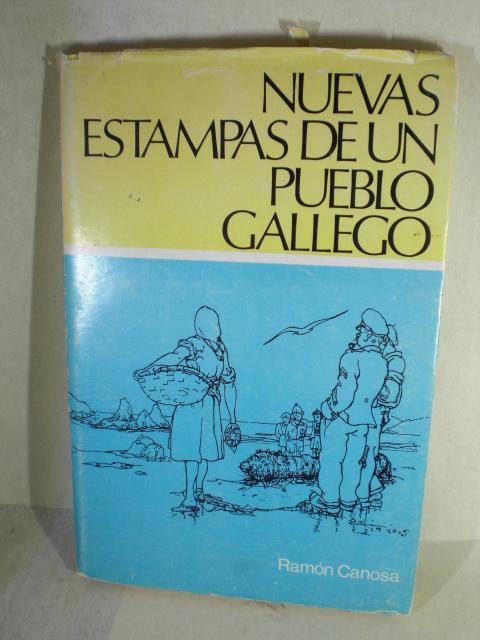 NUEVAS
ESTAMPAS DE UN
PUEBLO
GALLEGO
Ramón Canosa